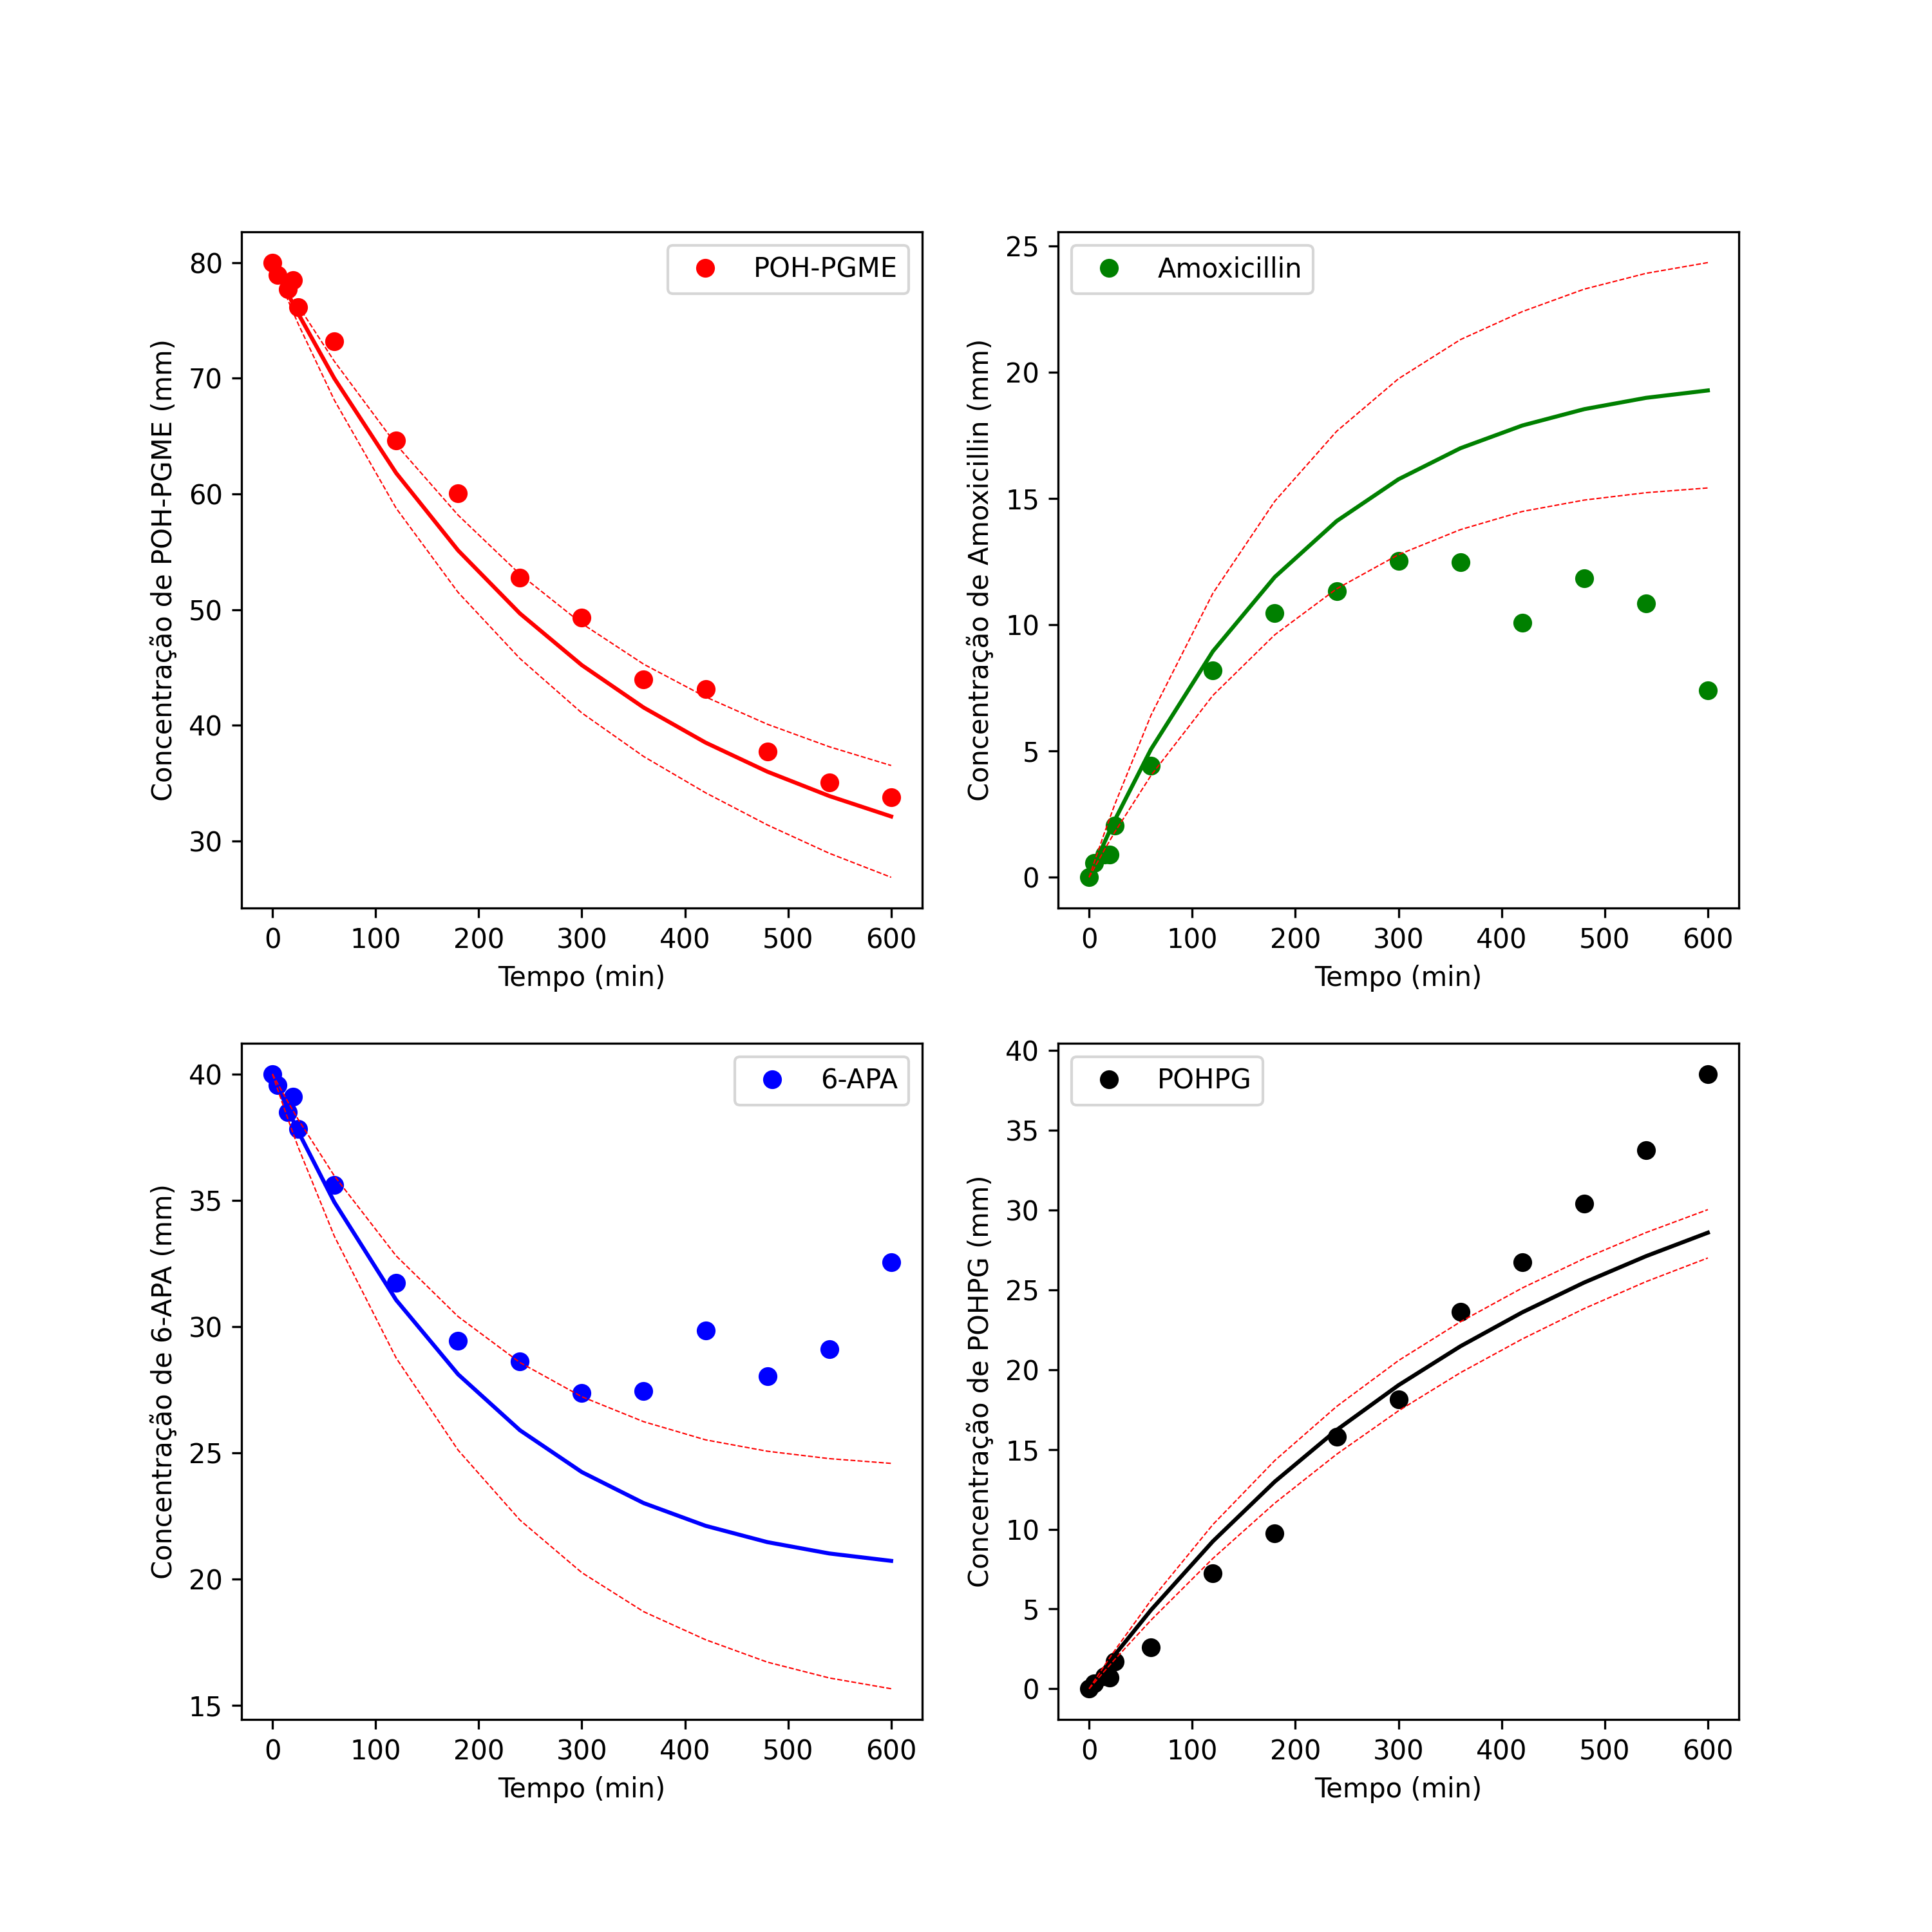 POH-PGME
80
70
60
50
40
30
Concentração de POH-PGME (mm)
0 100 200 300 400 500 600
Tempo (min)
Amoxicillin
25
20
15
10
5
0
Concentração de Amoxicillin (mm)
0 100 200 300 400 500 600
Tempo (min)
6-APA
40
35
30
25
20
15
Concentração de 6-APA (mm)
0 100 200 300 400 500 600
Tempo (min)
POHPG
40
35
30
25
20
15
10
5
0
Concentração de POHPG (mm)
0 100 200 300 400 500 600
Tempo (min)